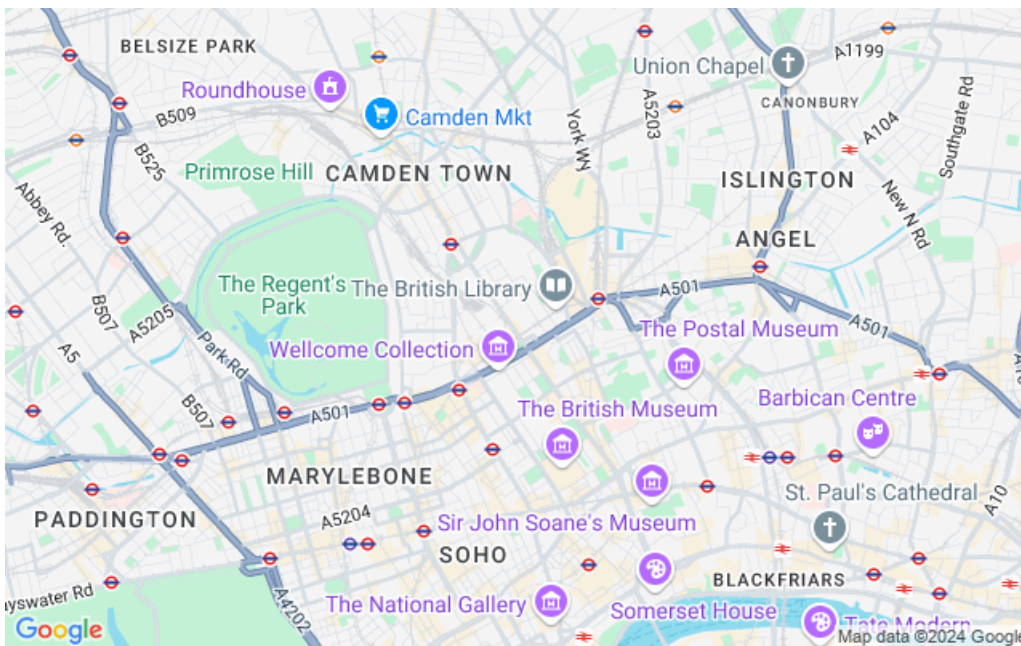 BELSIZE PARK
A1199
Union Chapel
Roundhouse
CANONBURY
A5203
Camden Mkt
B509
York Wy
A104
Southgate Rd
B525
Primrose Hill
CAMDEN TOWN
ISLINGTON
Abbey Rd.
New N Rd
ANGEL
The Regent's
Park
The British Library
A501
B507
A5205
The Postal Museum
A501
Park Rd
Wellcome Collection
A5
B507
A501
The British Museum
Barbican Centre
MARYLEBONE
St. Paul's Cathedral
A10
PADDINGTON
A5204
Sir John Soane's Museum
SOHO
BLACKFRIARS
ayswater Rd
A4202
The National Gallery
Somerset House
Tate Modern
Google
Map data ©2024 Google